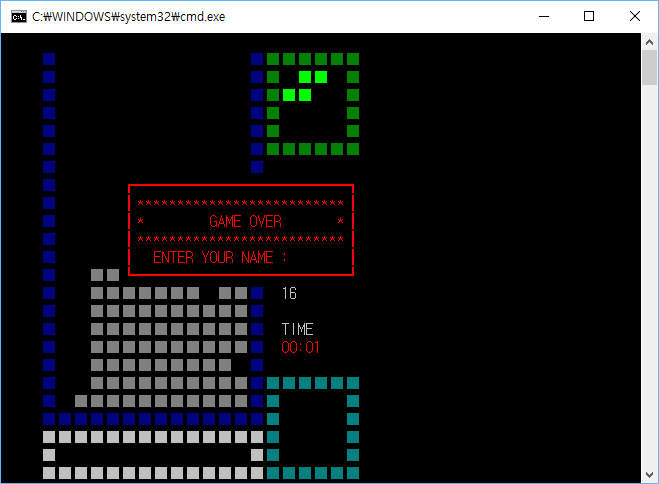 C:₩WINDOWS₩system32₩cmd.exe
**************************
* GAME OVER *
**************************
ENTER YOUR NAME :
16
TIME
00:01